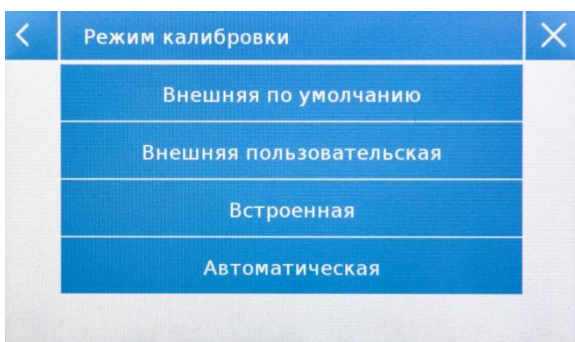 Режим калибровки
Внешняя по умолчанию
Внешняя пользовательская
Встроенная
Автоматическая